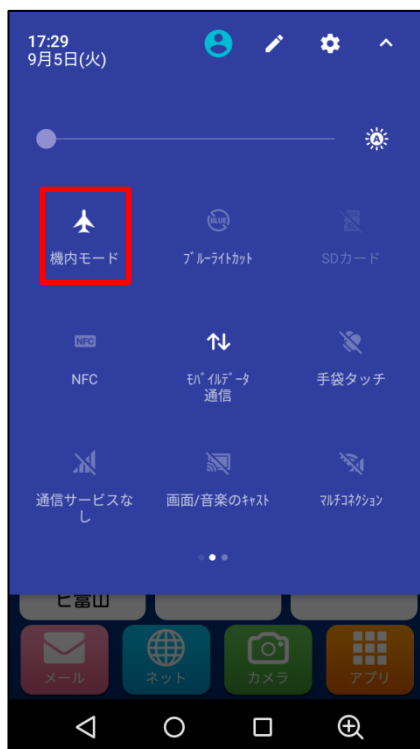 17:29
9月5日(火)
A
機内モード
BLUE
ﾌﾞﾙｰﾗｲﾄｶｯﾄ
SDカード
NFC
NFC
ﾓﾊﾞｲﾙﾃﾞｰﾀ
通信
手袋タッチ
通信サービスな
し
画面/音楽のｷｬｽﾄ
ﾏﾙﾁｺﾈｸｼｮﾝ
ビ富山
メール
ネット
カメラ
アプリ